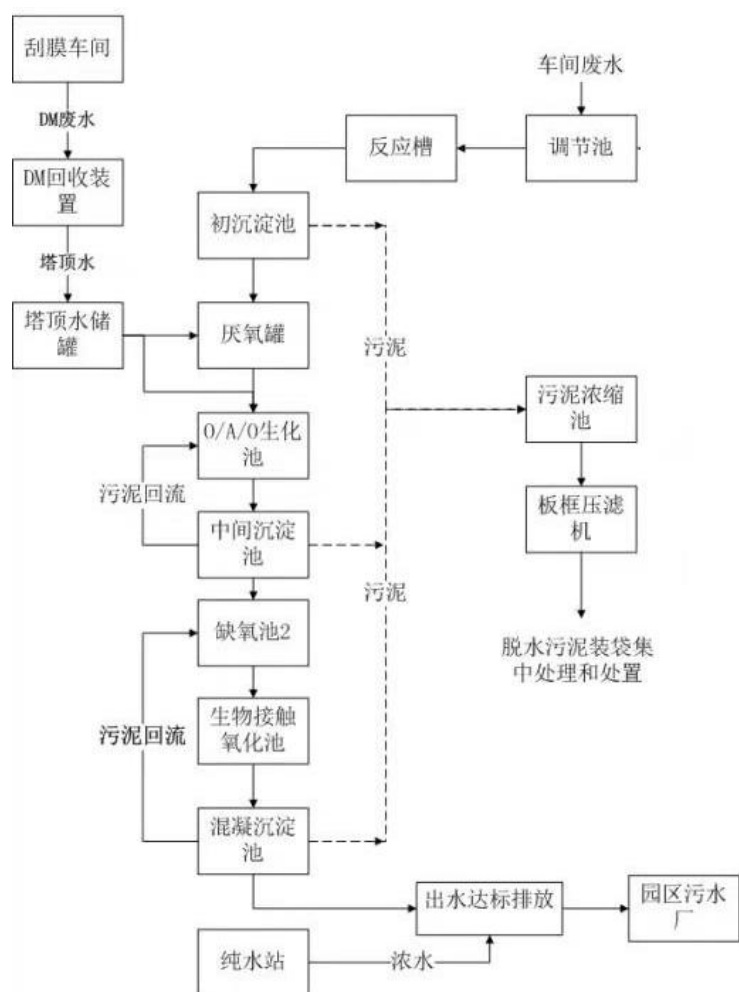 刮膜车间
车间废水
DM废水
反应槽
调节池
DM回收装
置
初沉淀池
塔顶水
塔顶水储
罐
厌氧罐
污泥
污泥浓缩
池
O/A/O生化
池
污泥回流
板框压滤
机
中间沉淀
池
污泥
缺氧池2
脱水污泥装袋集
中处理和处置
生物接触
氧化池
污泥回流
混凝沉淀
池
出水达标排放
园区污水
厂
纯水站
浓水